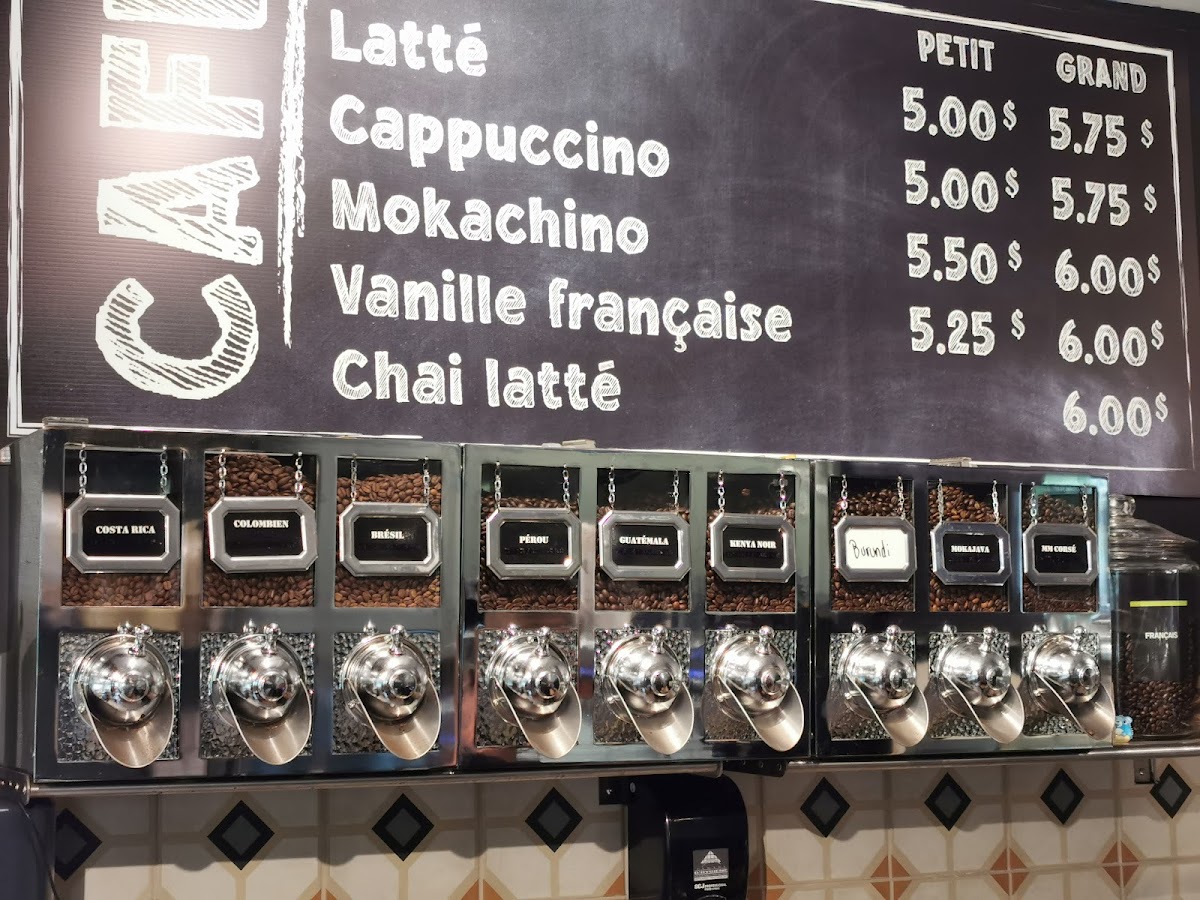 CAFÉ
PETIT GRAND
Latté 5.00$ 5.75$
Cappuccino 5.00$ 5.75$
Mokachino 5.50$ 6.00$
Vanille française 5.25$ 6.00$
Chai latté 6.00$
COSTA RICA
COLOMBIEN
BRÉSIL
PÉROU
GUATÉMALA
KENYA NOIR
Burundi
MOKAJAVA
MM CORSÉ
FRANÇAIS